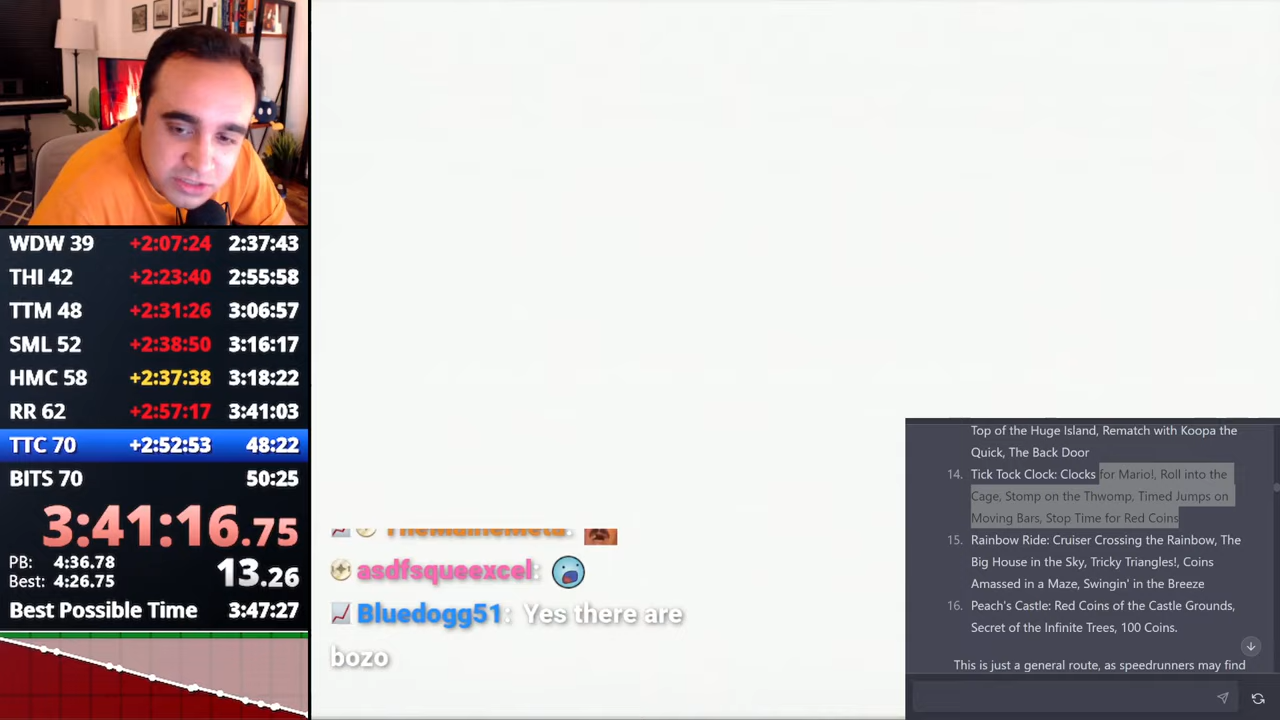 WDW 39 +2:07:24 2:37:43
THI 42 +2:23:40 2:55:58
TTM 48 +2:31:26 3:06:57
SML 52 +2:38:50 3:16:17
HMC 58 +2:37:38 3:18:22
RR 62 +2:57:17 3:41:03
TTC 70 +2:52:53 48:22
BITS 70 50:25
3:41:16.75
PB: 4:36.78
Best: 4:26.75
13.26
Best Possible Time 3:47:27
asdfsqueexcel:
Bluedogg51: Yes there are
bozo
Top of the Huge Island, Rematch with Koopa the
Quick, The Back Door
14. Tick Tock Clock: Clocks for Mario!, Roll into the
Cage, Stomp on the Thwomp, Timed Jumps on
Moving Bars, Stop Time for Red Coins
15. Rainbow Ride: Cruiser Crossing the Rainbow, The
Big House in the Sky, Tricky Triangles!, Coins
Amassed in a Maze, Swingin' in the Breeze
16. Peach's Castle: Red Coins of the Castle Grounds,
Secret of the Infinite Trees, 100 Coins.
This is just a general route, as speedrunners may find